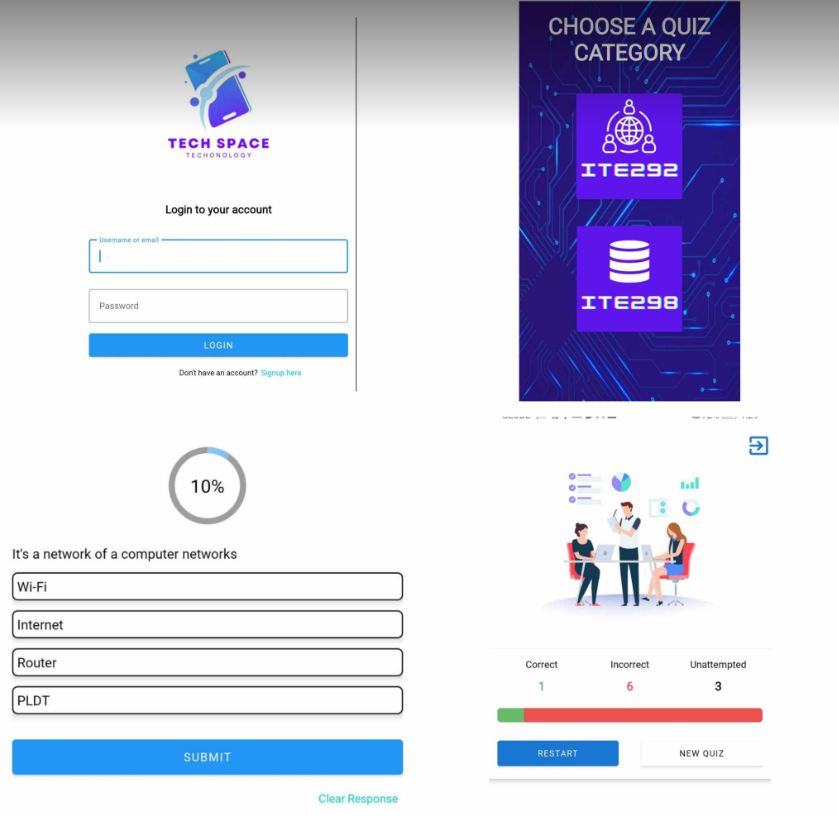 TECH SPACE
TECHONOLOGY
Login to your account
Username or email
Password
LOGIN
Don't have an account? Signup here
CHOOSE A QUIZ
CATEGORY
ITE292
ITE298
10%
It's a network of a computer networks
Wi-Fi
Internet
Router
PLDT
SUBMIT
Clear Response
Correct Incorrect Unattempted
1 6 3
RESTART NEW QUIZ